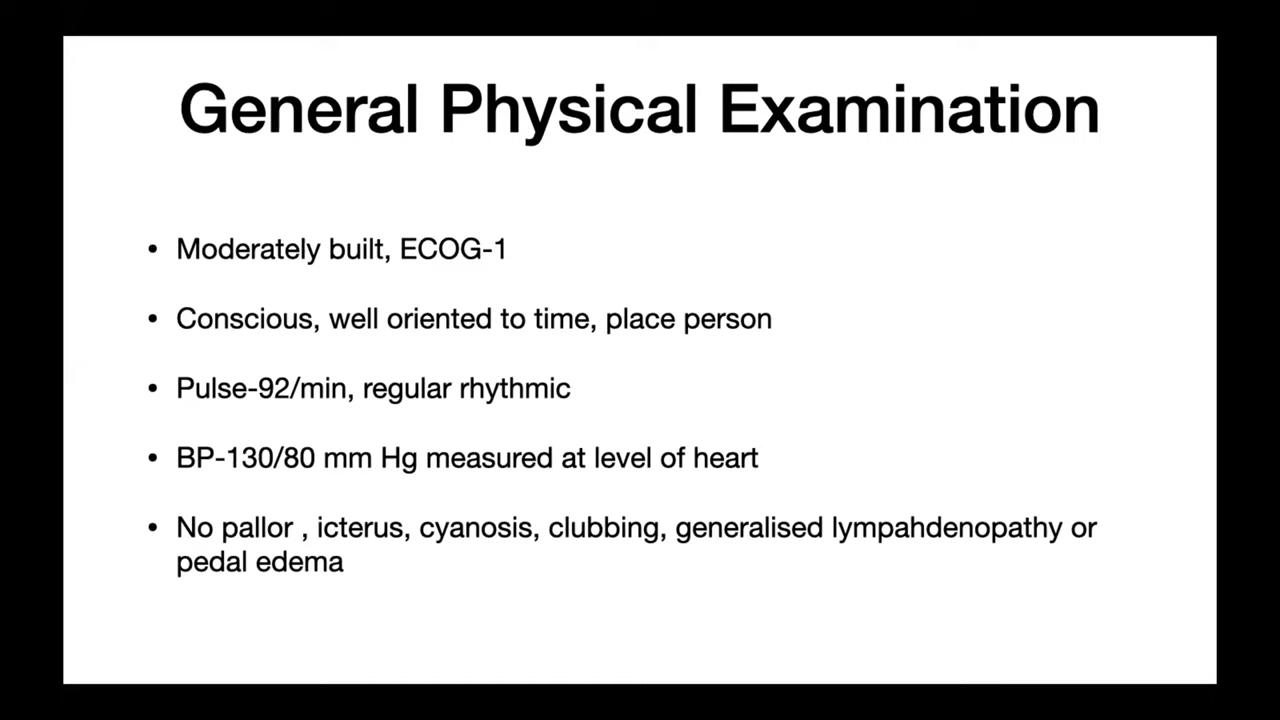 General Physical Examination
• Moderately built, ECOG-1
• Conscious, well oriented to time, place person
• Pulse-92/min, regular rhythmic
• BP-130/80 mm Hg measured at level of heart
• No pallor , icterus, cyanosis, clubbing, generalised lympahdenopathy or
pedal edema